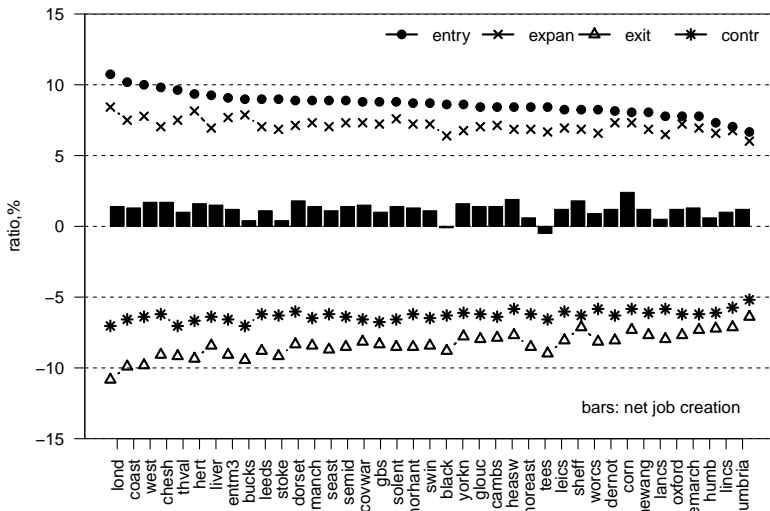 15
entry expan exit contr
10
5
0
−5
−10
−15
ratio,%
bars: net job creation
lond
coast
west
chesh
thval
hert
liver
entm3
bucks
leeds
stoke
dorset
manch
seast
semid
covwar
gbs
solent
norhant
swin
black
yorkn
glouc
cambs
heasw
noreast
tees
leics
sheff
worcs
dernot
corn
newang
lancs
oxford
emarch
humb
lincs
umbria